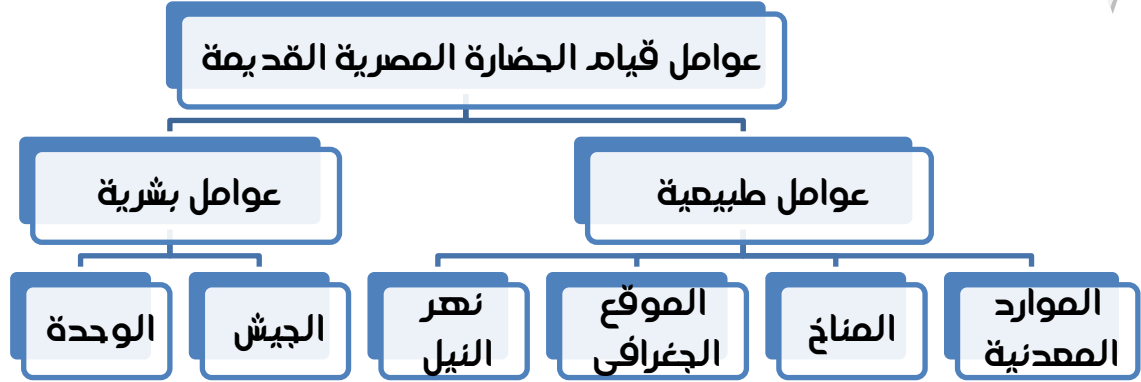 عوامل قيام الحضارة المصرية القديمة
عوامل طبيعية
عوامل بشرية
الموارد
المعدنية
المناخ
الموقع
الجغرافى
نهر
النيل
الجيش
الوحدة